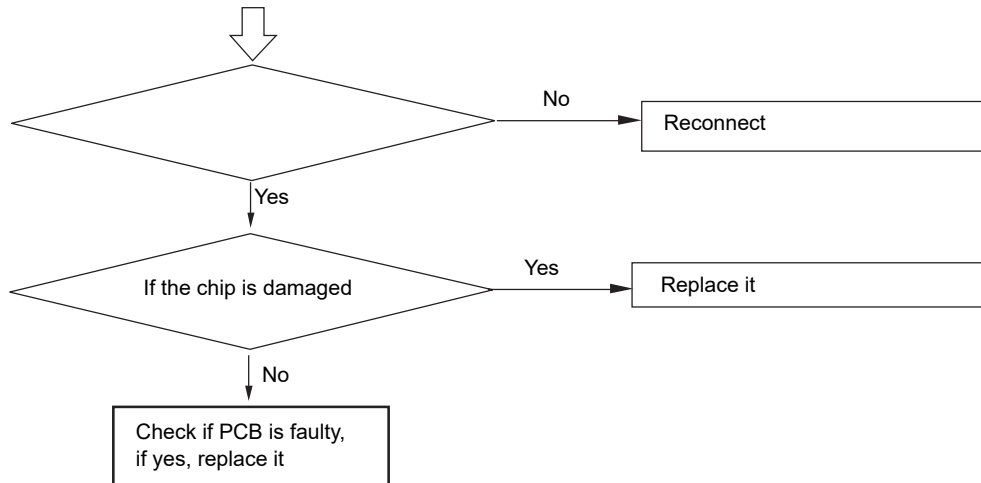 No
Reconnect
Yes
If the chip is damaged
Yes
Replace it
No
Check if PCB is faulty,
if yes, replace it